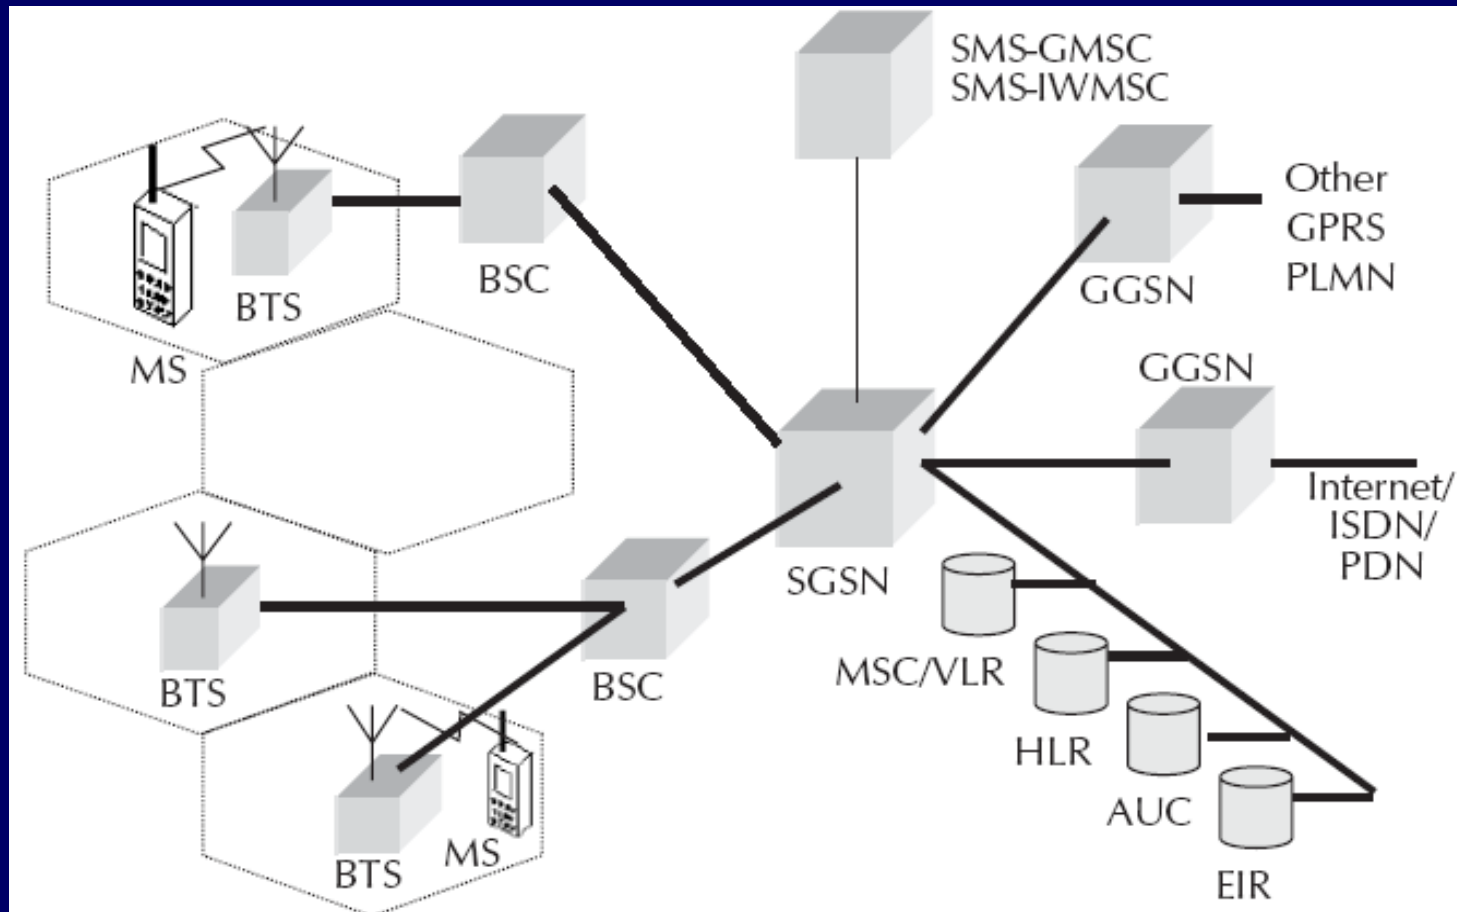 SMS-GMSC
SMS-IWMSC
Other
GPRS
PLMN
BSC
GGSN
BTS
MS
GGSN
Internet/
ISDN/
PDN
SGSN
MSC/VLR
BTS
BSC
HLR
AUC
BTS
MS
EIR